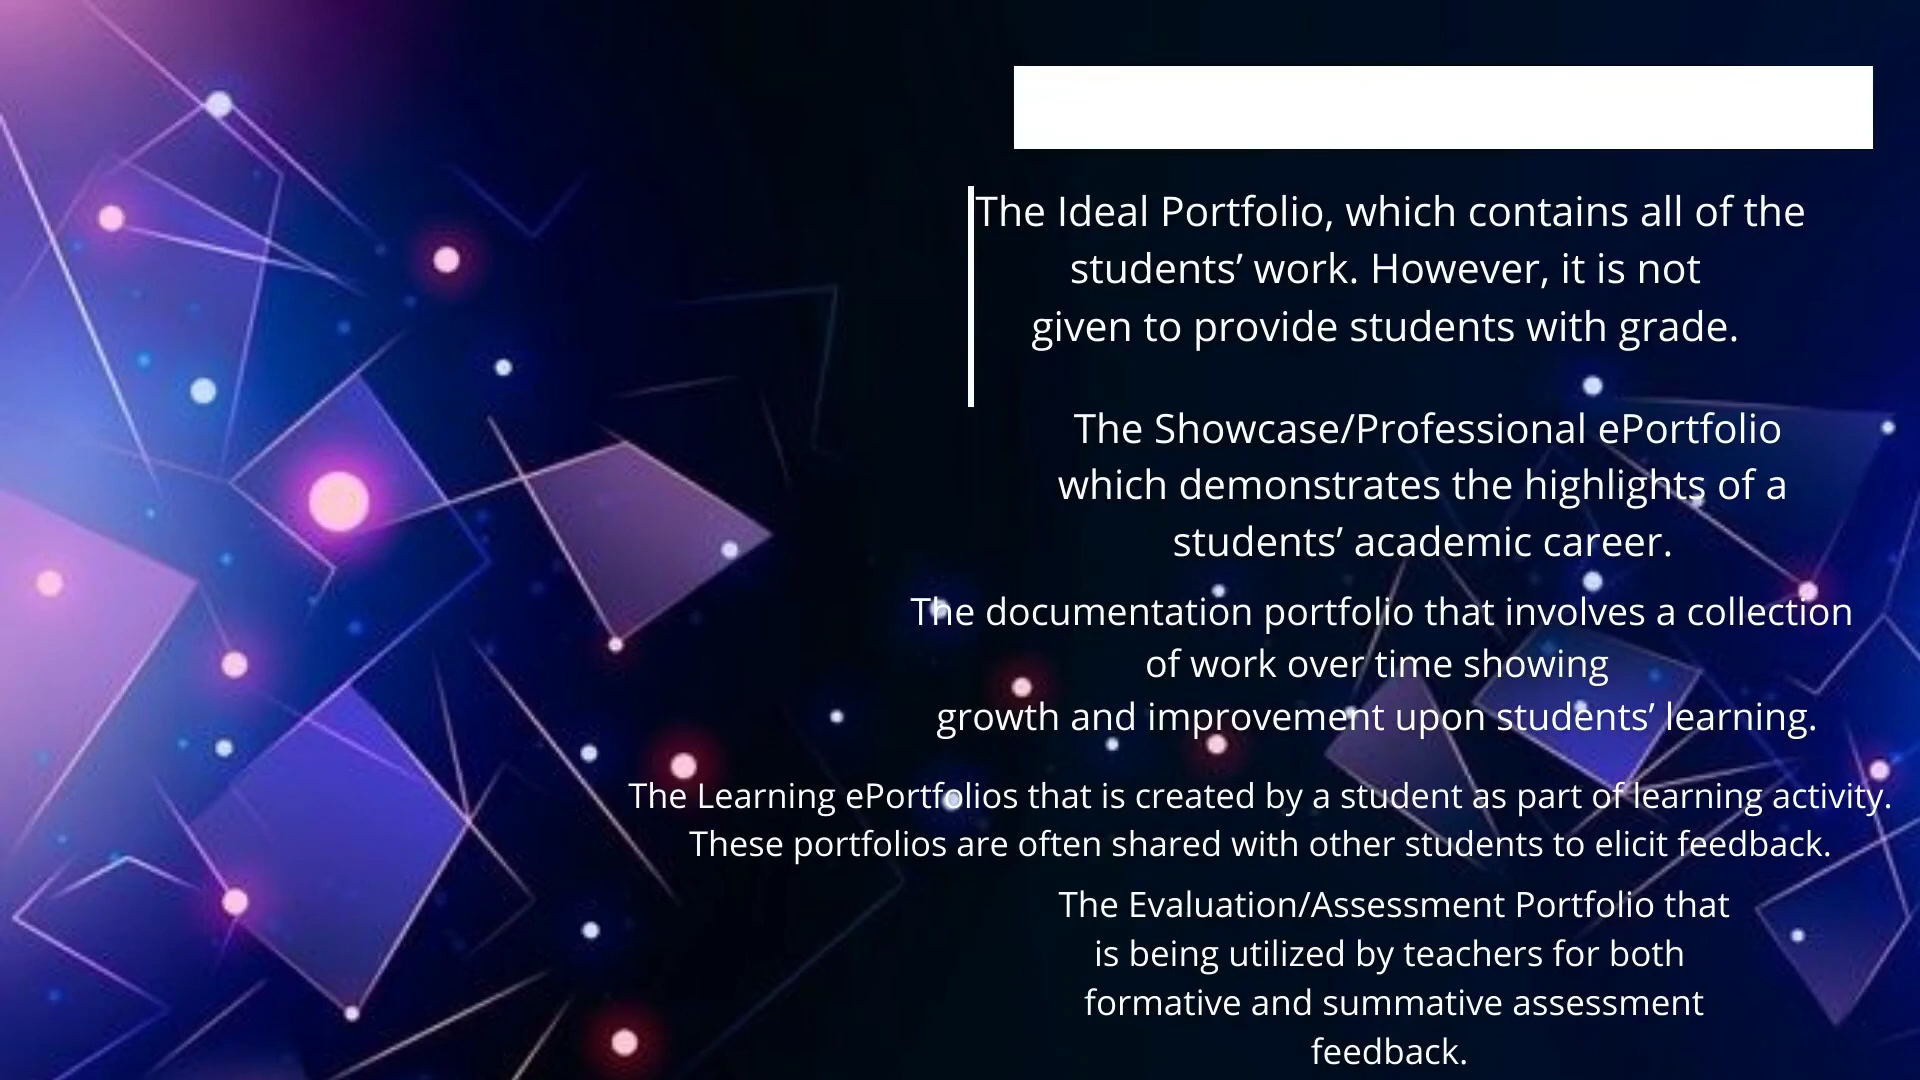 The Ideal Portfolio, which contains all of the
students’ work. However, it is not
given to provide students with grade.
The Showcase/Professional ePortfolio
which demonstrates the highlights of a
students’ academic career.
The documentation portfolio that involves a collection
of work over time showing
growth and improvement upon students’ learning.
The Learning ePortfolios that is created by a student as part of learning activity.
These portfolios are often shared with other students to elicit feedback.
The Evaluation/Assessment Portfolio that
is being utilized by teachers for both
formative and summative assessment
feedback.